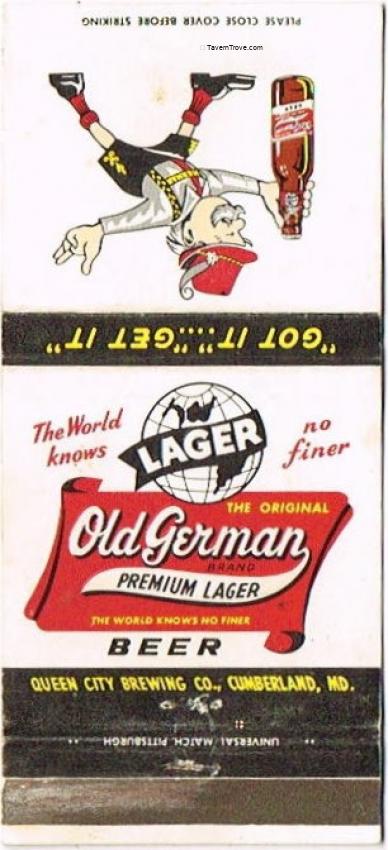 PLEASE CLOSE COVER BEFORE STRIKING
© TavernTrove.com
"GOT IT"...."GET IT"
The World knows
no finer
LAGER
THE ORIGINAL
Old German
BRAND
PREMIUM LAGER
THE WORLD KNOWS NO FINER
BEER
QUEEN CITY BREWING CO., CUMBERLAND, MD.
UNIVERSAL MATCH, PITTSBURGH